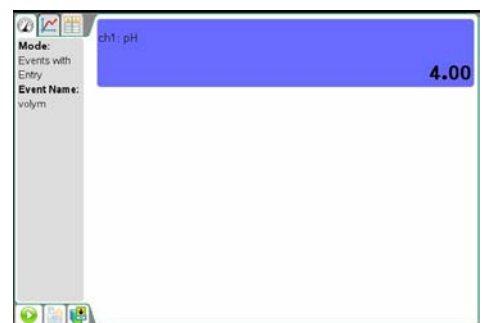 Mode:
Events with
Entry
Event Name:
volym
ch1: pH
4.00